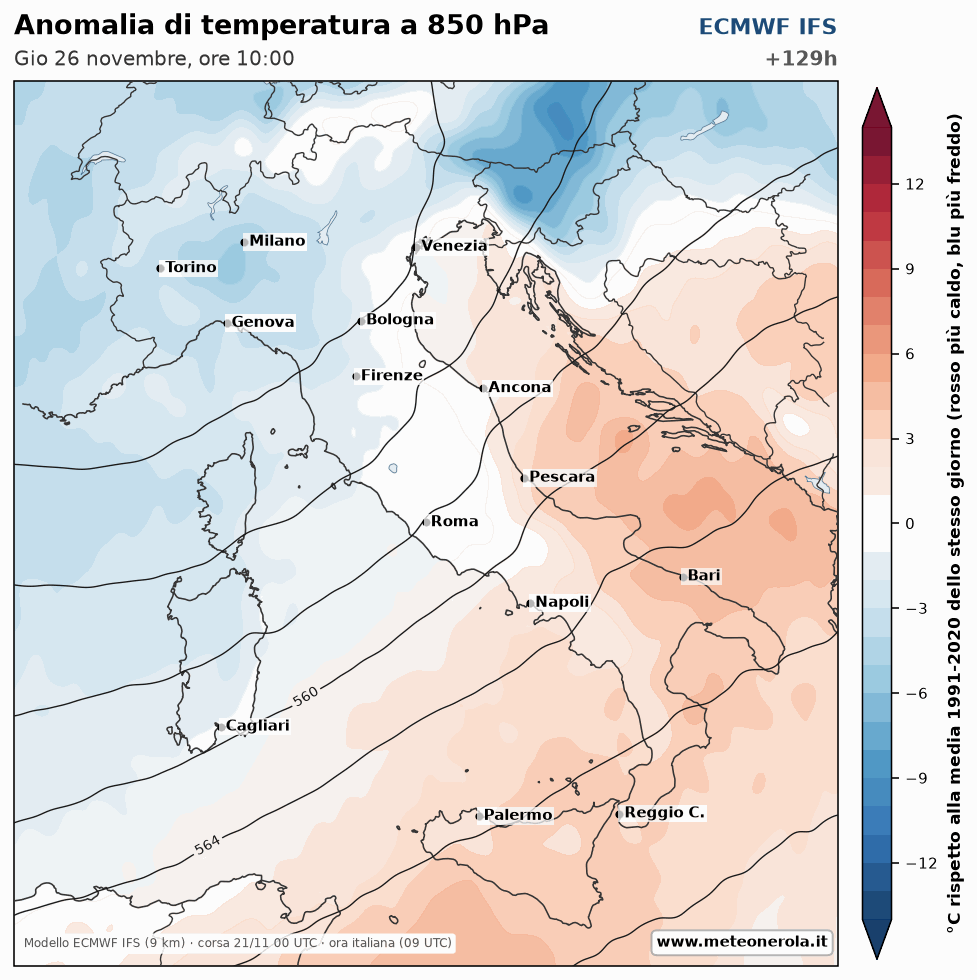 Anomalia di temperatura a 850 hPa
ECMWF IFS
Gio 26 novembre, ore 10:00
+129h
Milano
Venezia
Torino
Genova
Bologna
Firenze
Ancona
Pescara
Roma
Bari
Napoli
560
Cagliari
Palermo
Reggio C.
564
Modello ECMWF IFS (9 km) · corsa 21/11 00 UTC · ora italiana (09 UTC)
www.meteonerola.it
12
9
6
3
0
−3
−6
−9
−12
°C rispetto alla media 1991-2020 dello stesso giorno (rosso più caldo, blu più freddo)